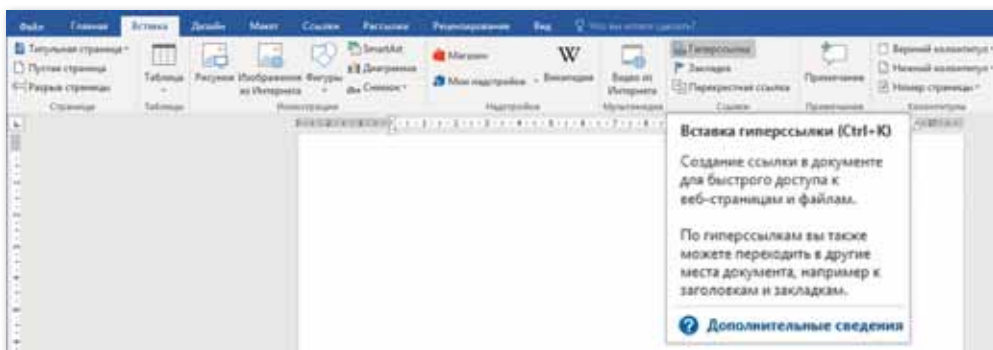 Файл Главная Вставка Дизайн Макет Ссылки Рассылки Рецензирование Вид Что вы хотите сделать?
Титульная страница
Пустая страница
Разрыв страницы
Страницы
Таблица
Таблицы
Рисунки Изображения из Интернета Фигуры
SmartArt
Диаграмма
Снимок
Иллюстрации
Магазин
Мои надстройки
Википедия
Надстройки
Видео из Интернета
Мультимедиа
Гиперссылка
Закладка
Перекрестная ссылка
Ссылки
Примечание
Примечания
Верхний колонтитул
Нижний колонтитул
Номер страницы
Колонтитулы
Вставка гиперссылки (Ctrl+K)
Создание ссылки в документе
для быстрого доступа к
веб-страницам и файлам.
По гиперссылкам вы также
можете переходить в другие
места документа, например к
заголовкам и закладкам.
Дополнительные сведения